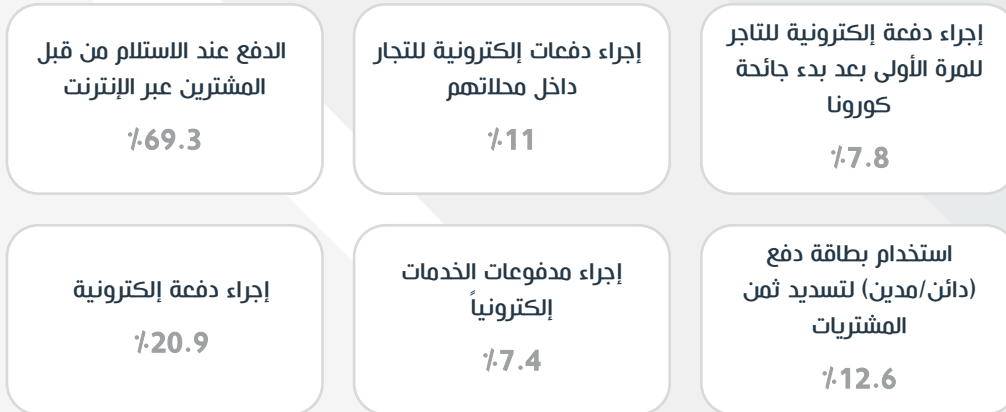 إجراء دفعة إلكترونية للتاجر
للمرة الأولى بعد بدء جائحة
كورونا
٪7.8
إجراء دفعات إلكترونية للتجار
داخل محلاتهم
٪11
الدفع عند الاستلام من قبل
المشترين عبر الإنترنت
٪69.3
استخدام بطاقة دفع
(دائن/مدين) لتسديد ثمن
المشتريات
٪12.6
إجراء مدفوعات الخدمات
إلكترونياً
٪7.4
إجراء دفعة إلكترونية
٪20.9